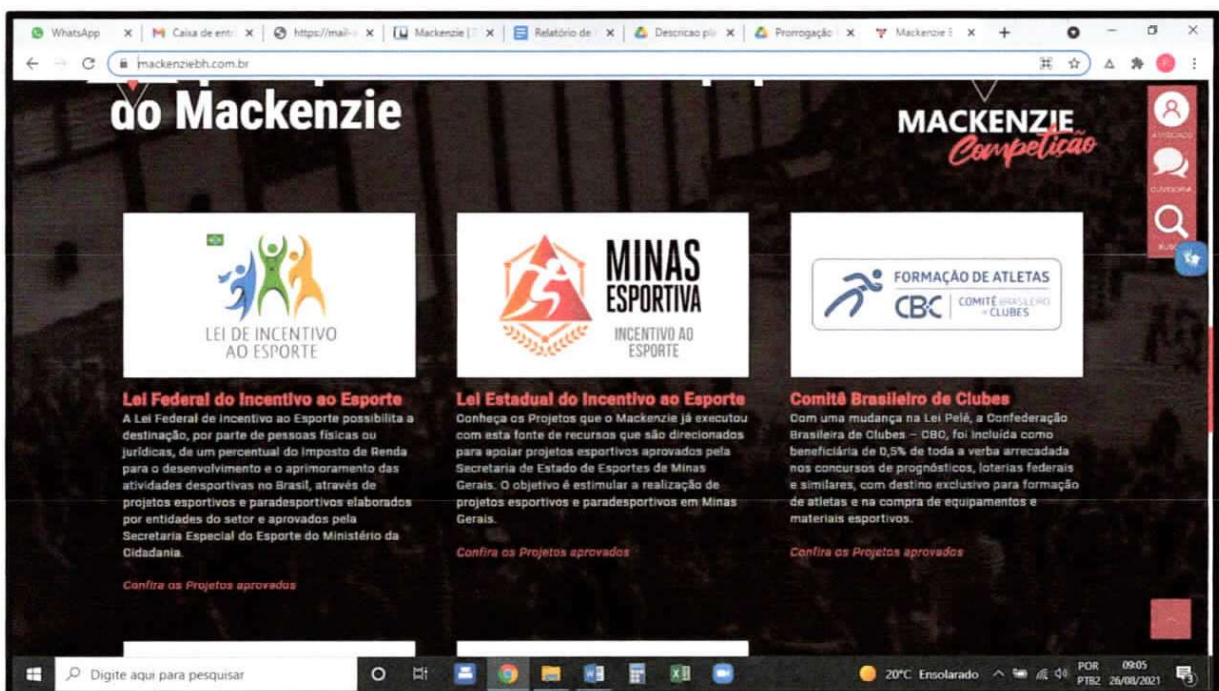 WhatsApp
Caixa de ent
https://mail-
Mackenzie |
Relatório de
Descricao pla
Prorrogação
Mackenzie E
mackenziebh.com.br
do Mackenzie
MACKENZIE
Competição
OUVIDORIA
LEI DE INCENTIVO
AO ESPORTE
MINAS
ESPORTIVA
INCENTIVO AO
ESPORTE
FORMAÇÃO DE ATLETAS
CBC
COMITÊ BRASILEIRO
DE CLUBES
Lei Federal do Incentivo ao Esporte
A Lei Federal de Incentivo ao Esporte possibilita a
destinação, por parte de pessoas físicas ou
jurídicas, de um percentual do Imposto de Renda
para o desenvolvimento e o aprimoramento das
atividades desportivas no Brasil, através de
projetos esportivos e paradesportivos elaborados
por entidades do setor e aprovados pela
Secretaria Especial do Esporte do Ministério da
Cidadania.
Confira os Projetos aprovados
Lei Estadual do Incentivo ao Esporte
Conheça os Projetos que o Mackenzie já executou
com esta fonte de recursos que são direcionados
para apoiar projetos esportivos aprovados pela
Secretaria de Estado de Esportes de Minas
Gerais. O objetivo é estimular a realização de
projetos esportivos e paradesportivos em Minas
Gerais.
Confira os Projetos aprovados
Comitê Brasileiro de Clubes
Com uma mudança na Lei Pelé, a Confederação
Brasileira de Clubes – CBC, foi incluída como
beneficiária de 0,5% de toda a verba arrecadada
nos concursos de prognósticos, loterias federais
e similares, com destino exclusivo para formação
de atletas e na compra de equipamentos e
materiais esportivos.
Confira os Projetos aprovados
Digite aqui para pesquisar
20°C Ensolarado
POR
PTB2
09:05
26/08/2021